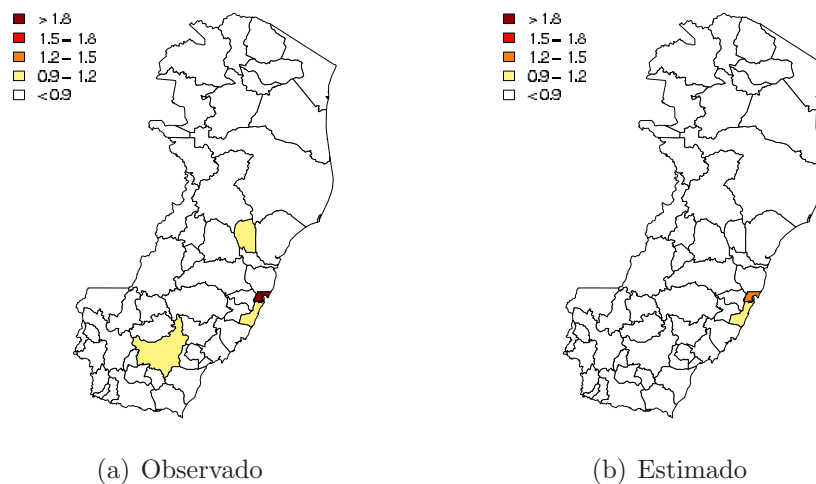 > 1.8
1.5 – 1.8
1.2 – 1.5
0.9 – 1.2
< 0.9
> 1.8
1.5 – 1.8
1.2 – 1.5
0.9 – 1.2
< 0.9
(a) Observado
(b) Estimado